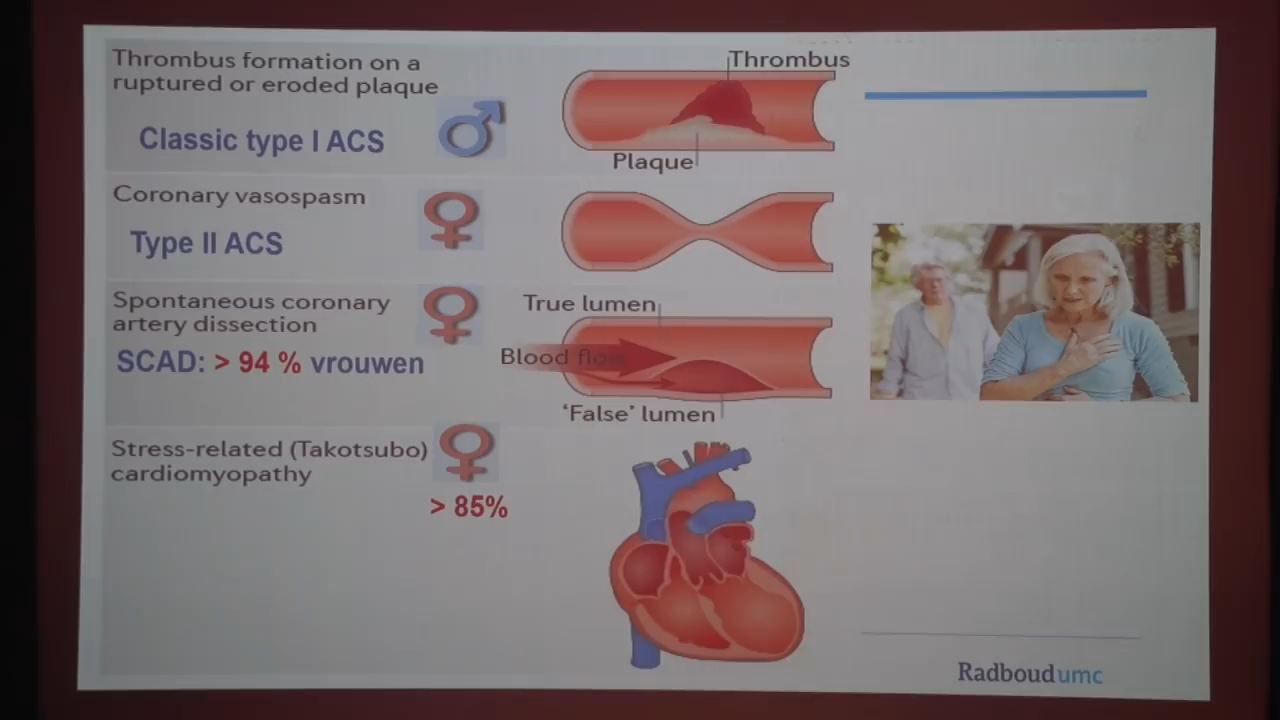 Thrombus formation on a
ruptured or eroded plaque
Classic type I ACS
Thrombus
Plaque
Coronary vasospasm
Type II ACS
Spontaneous coronary
artery dissection
SCAD: > 94 % vrouwen
True lumen
Blood flow
‘False’ lumen
Stress-related (Takotsubo)
cardiomyopathy
> 85%
Radboudumc